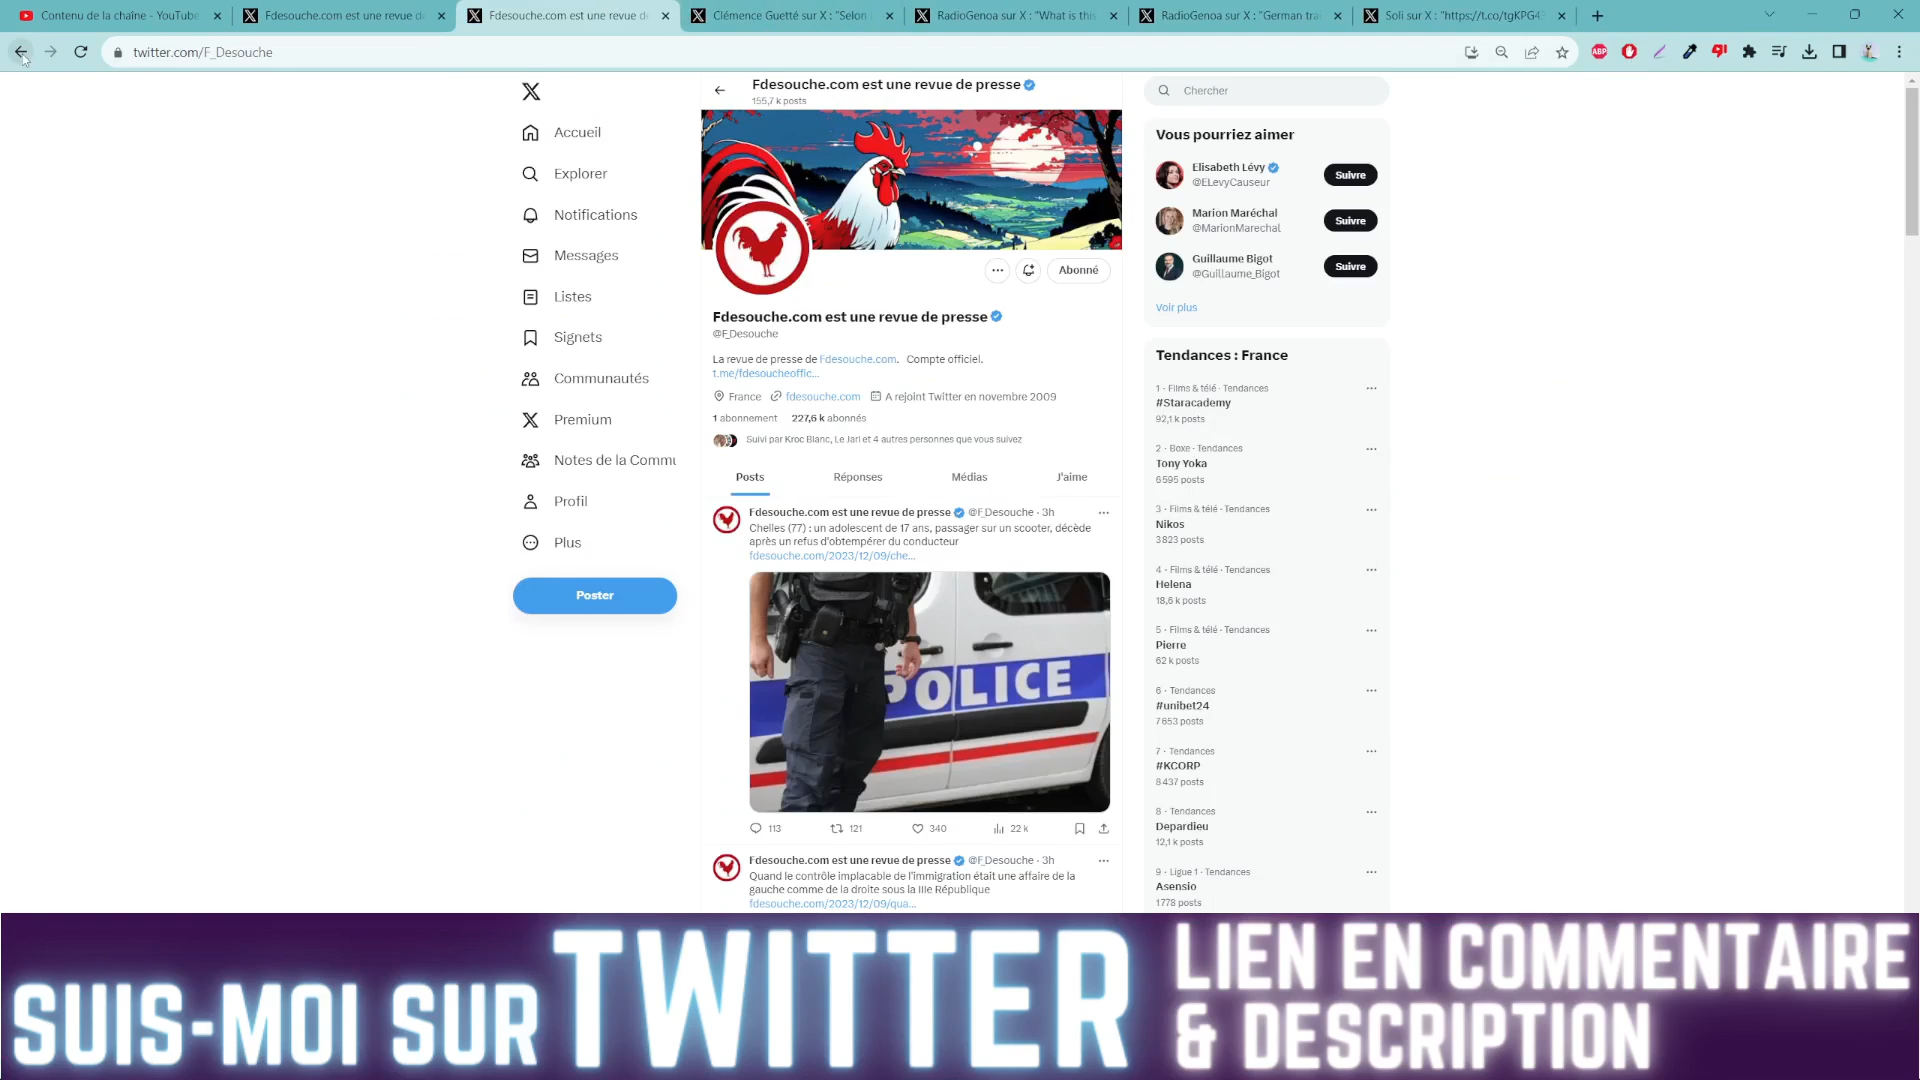 Contenu de la chaîne - YouTube
Fdesouche.com est une revue de
Fdesouche.com est une revue de
Clémence Guetté sur X : "Selon
RadioGenoa sur X : "What is this
RadioGenoa sur X : "German tra
Soli sur X : "https://t.co/tgKPG4
twitter.com/F_Desouche
ABP
Accueil
Explorer
Notifications
Messages
Listes
Signets
Communautés
Premium
Notes de la Commu
Profil
Plus
Poster
Fdesouche.com est une revue de presse
155,7 k posts
Abonné
Fdesouche.com est une revue de presse
@F_Desouche
La revue de presse de Fdesouche.com. Compte officiel.
t.me/fdesoucheoffic...
France fdesouche.com A rejoint Twitter en novembre 2009
1 abonnement 227,6 k abonnés
Suivi par Kroc Blanc, Le Jarl et 4 autres personnes que vous suivez
Posts Réponses Médias J'aime
Fdesouche.com est une revue de presse @F_Desouche · 3h
Chelles (77) : un adolescent de 17 ans, passager sur un scooter, décède
après un refus d'obtempérer du conducteur
fdesouche.com/2023/12/09/che...
POLICE
113 121 340 22 k
Fdesouche.com est une revue de presse @F_Desouche · 3h
Quand le contrôle implacable de l'immigration était une affaire de la
gauche comme de la droite sous la IIIe République
fdesouche.com/2023/12/09/qua...
Chercher
Vous pourriez aimer
Elisabeth Lévy
@ELevyCauseur
Suivre
Marion Maréchal
@MarionMarechal
Suivre
Guillaume Bigot
@Guillaume_Bigot
Suivre
Voir plus
Tendances : France
1 · Films & télé · Tendances
#Staracademy
92,1 k posts
2 · Boxe · Tendances
Tony Yoka
6 595 posts
3 · Films & télé · Tendances
Nikos
3 823 posts
4 · Films & télé · Tendances
Helena
18,6 k posts
5 · Films & télé · Tendances
Pierre
62 k posts
6 · Tendances
#unibet24
7 653 posts
7 · Tendances
#KCORP
8 437 posts
8 · Tendances
Depardieu
12,1 k posts
9 · Ligue 1 · Tendances
Asensio
1 778 posts
SUIS-MOI SUR TWITTER
LIEN EN COMMENTAIRE
& DESCRIPTION